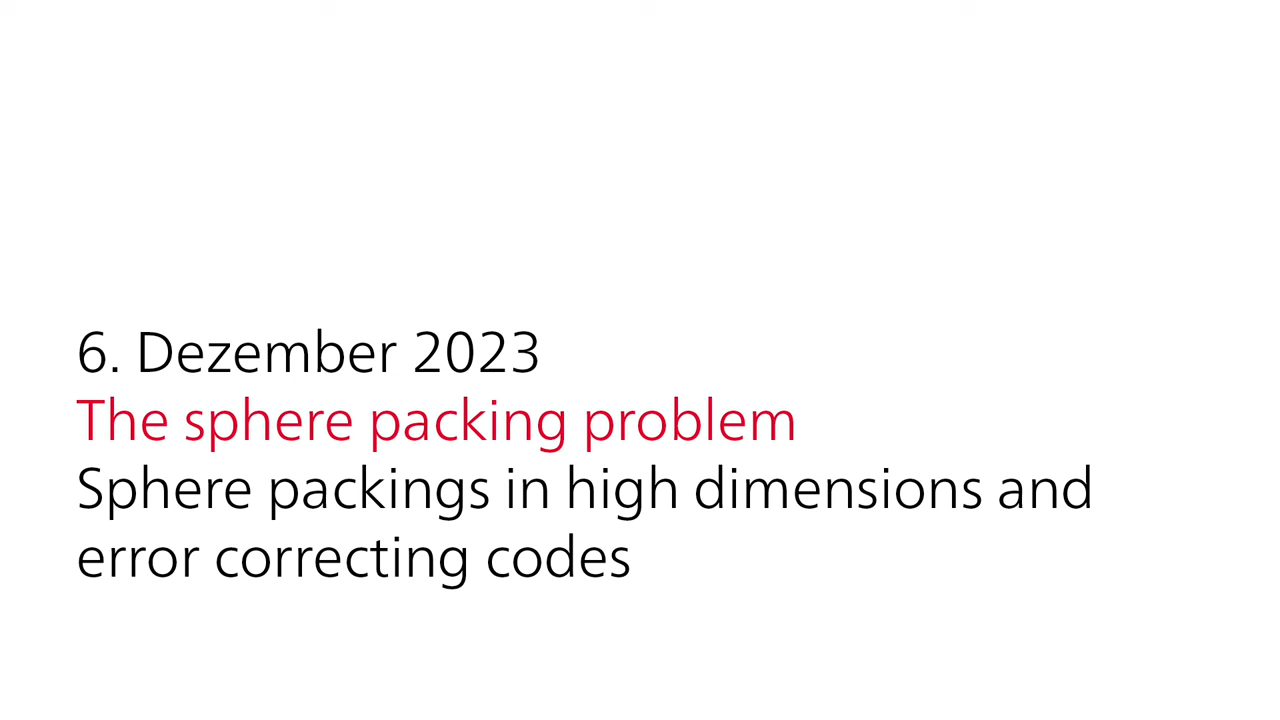 6. Dezember 2023
The sphere packing problem
Sphere packings in high dimensions and
error correcting codes